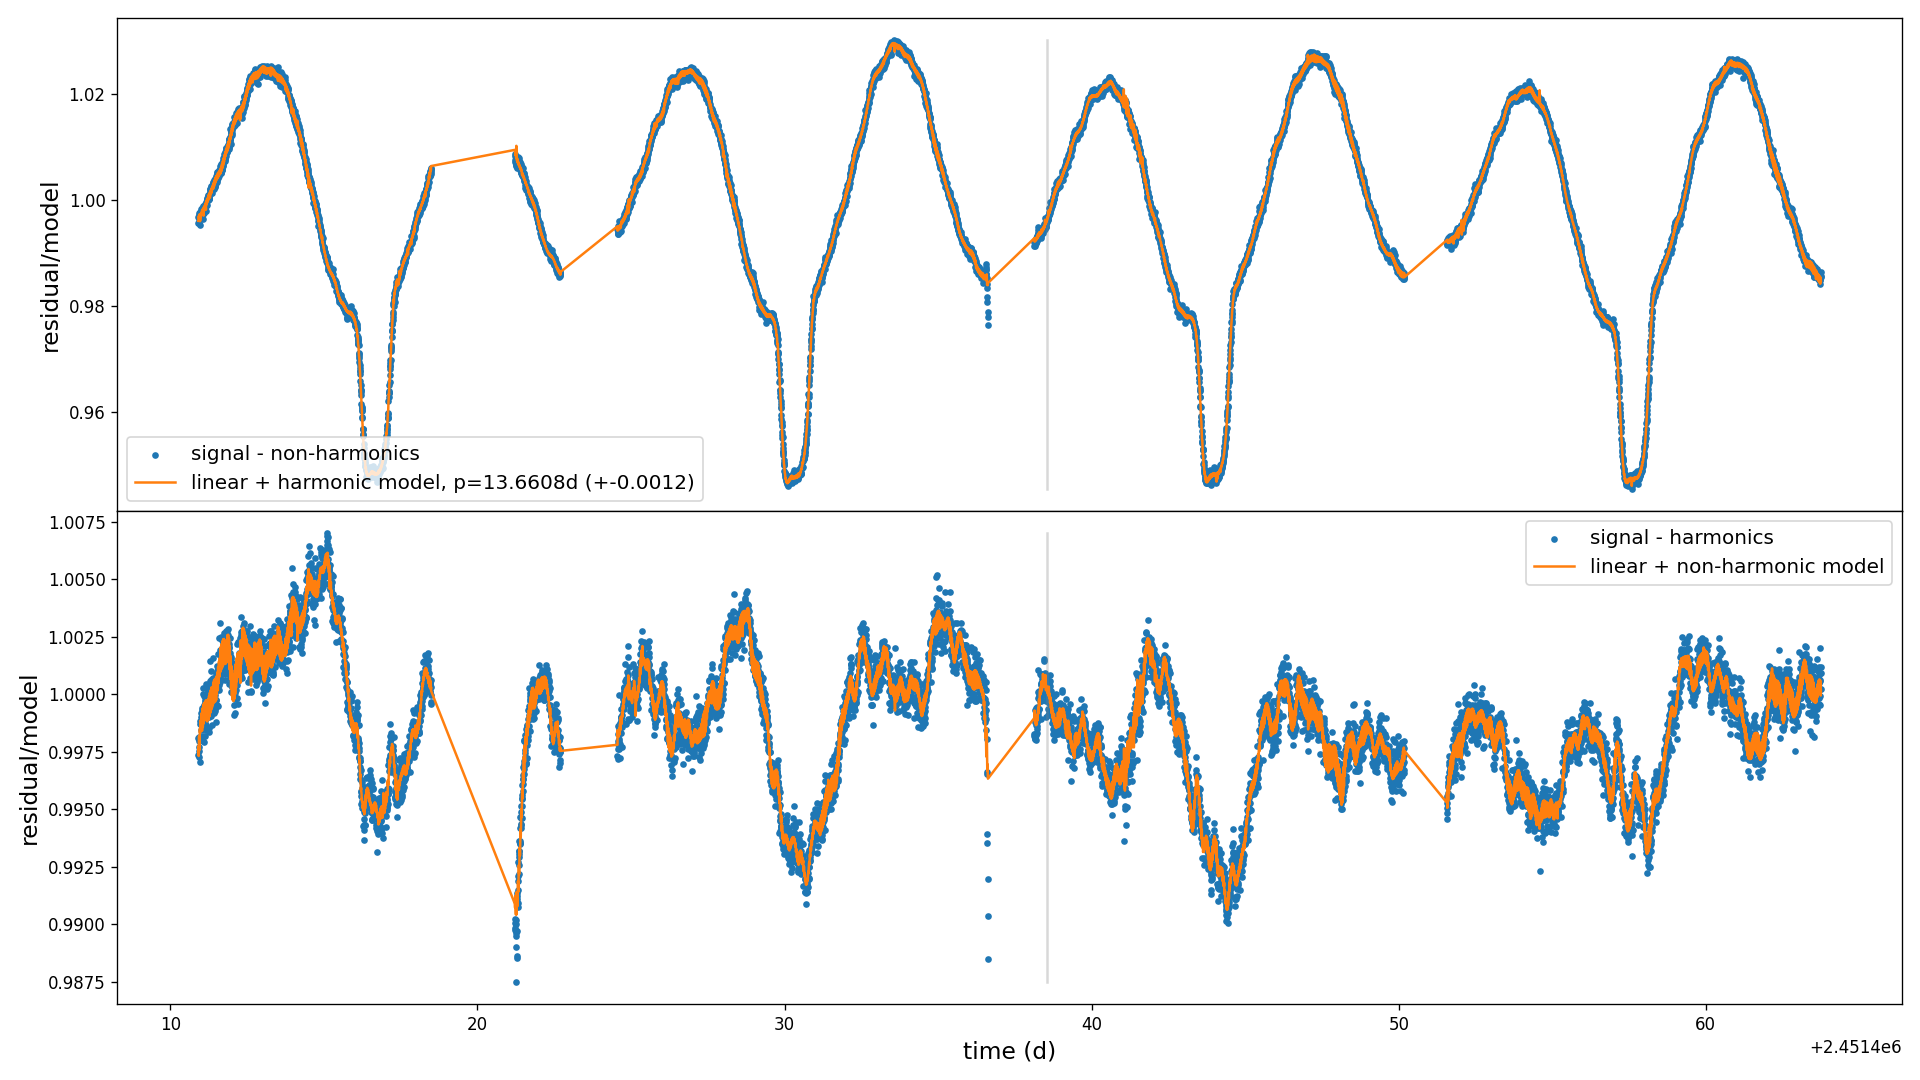 1.02
1.00
0.98
0.96
residual/model
signal - non-harmonics
linear + harmonic model, p=13.6608d (+-0.0012)
1.0075
1.0050
1.0025
1.0000
0.9975
0.9950
0.9925
0.9900
0.9875
residual/model
signal - harmonics
linear + non-harmonic model
10 20 30 40 50 60
time (d)
+2.4514e6